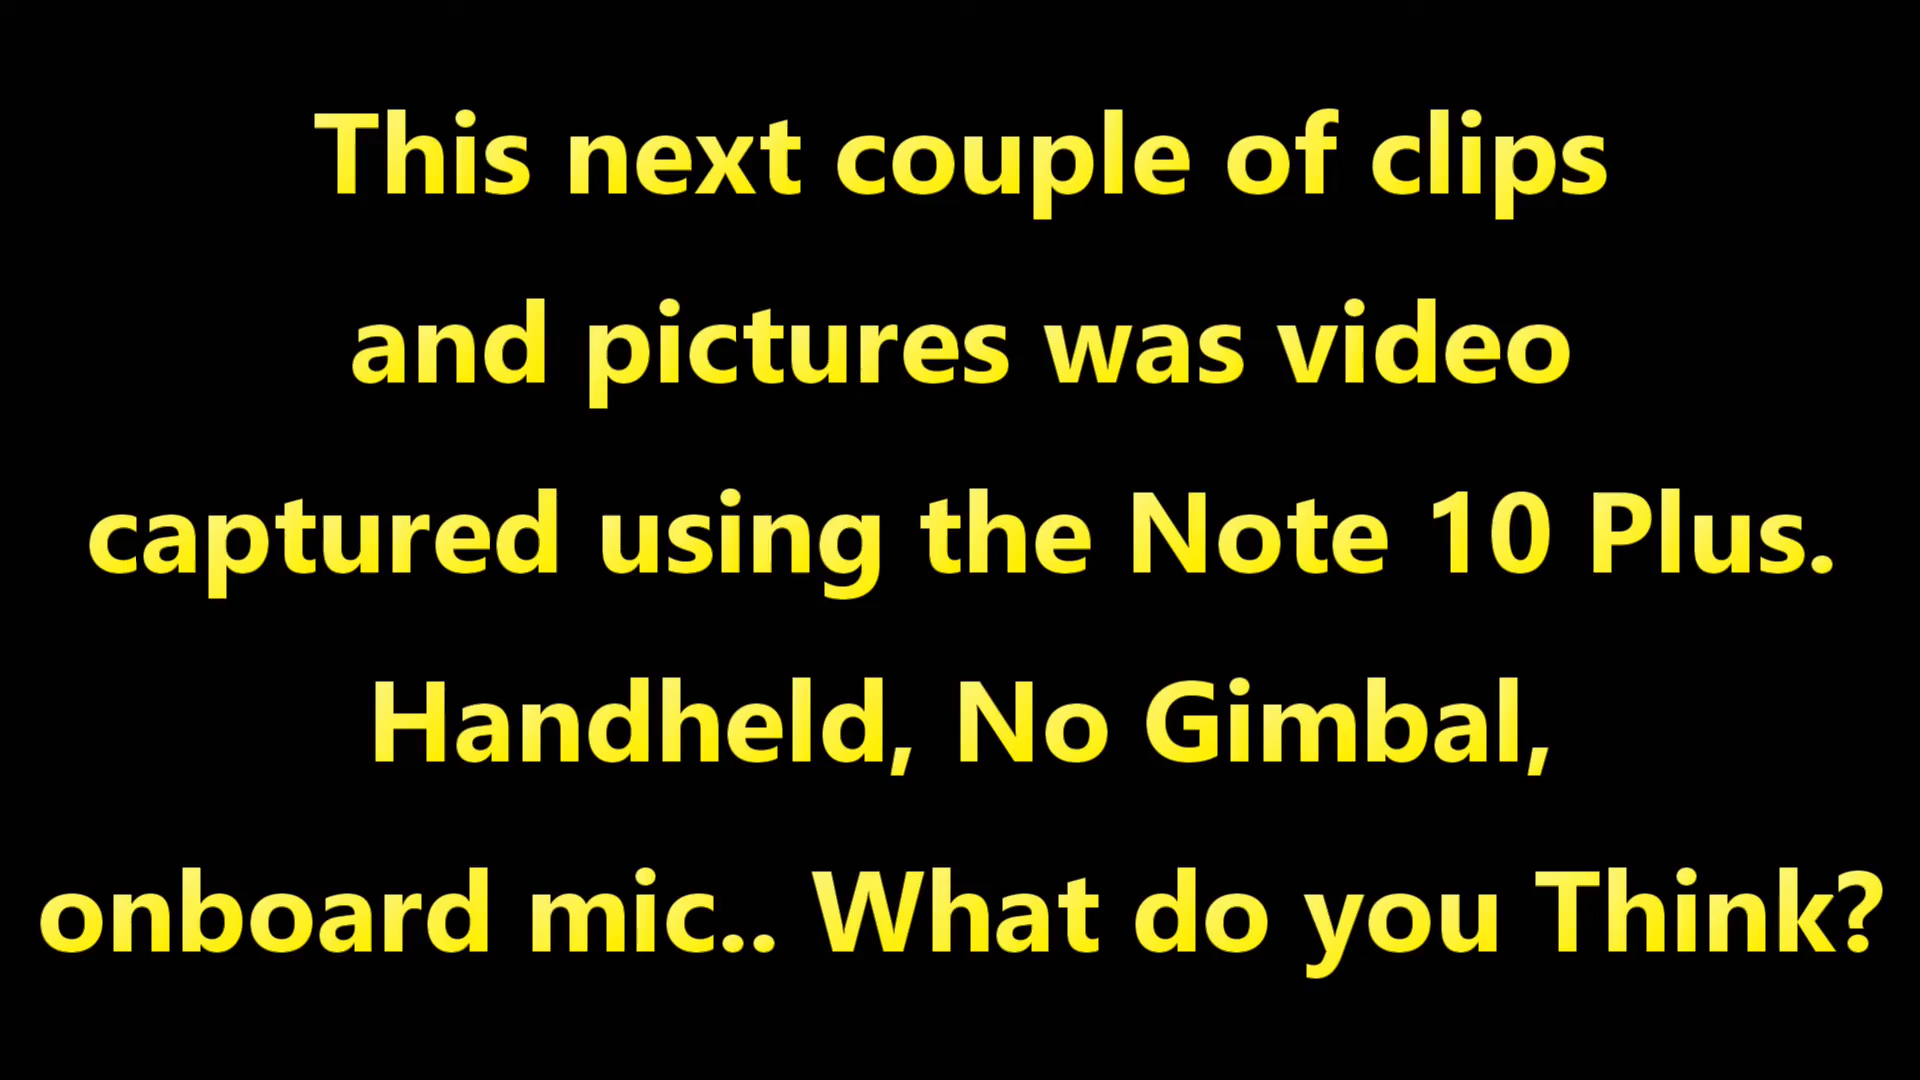 This next couple of clips
and pictures was video
captured using the Note 10 Plus.
Handheld, No Gimbal,
onboard mic.. What do you Think?